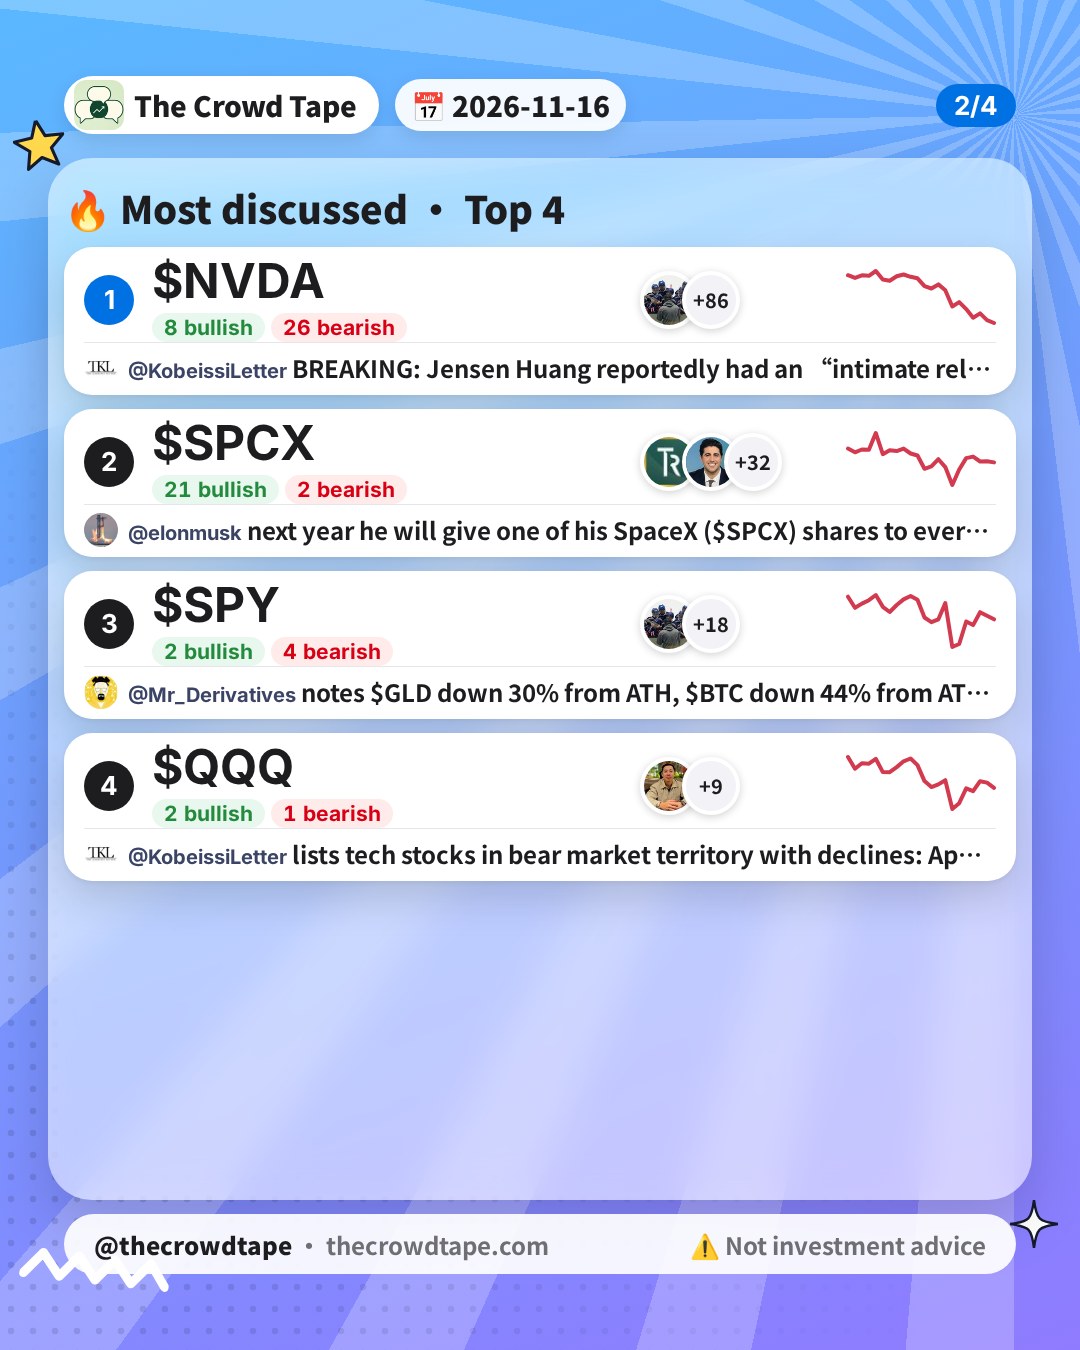 The Crowd Tape
July
17
2026-11-16
2/4
Most discussed • Top 4
1
$NVDA
8 bullish 26 bearish
+86
TKL @KobeissiLetter BREAKING: Jensen Huang reportedly had an “intimate rel…
2
$SPCX
21 bullish 2 bearish
TR +32
@elonmusk next year he will give one of his SpaceX ($SPCX) shares to ever…
3
$SPY
2 bullish 4 bearish
+18
@Mr_Derivatives notes $GLD down 30% from ATH, $BTC down 44% from AT…
4
$QQQ
2 bullish 1 bearish
+9
TKL @KobeissiLetter lists tech stocks in bear market territory with declines: Ap…
@thecrowdtape • thecrowdtape.com
Not investment advice